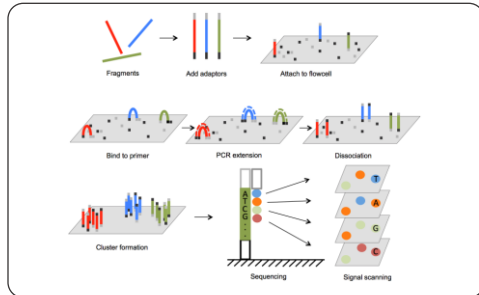 Fragments
Add adaptors
Attach to flowcell
Bind to primer
PCR extension
Dissociation
Cluster formation
A
T
C
G
Sequencing
T
A
G
C
Signal scanning